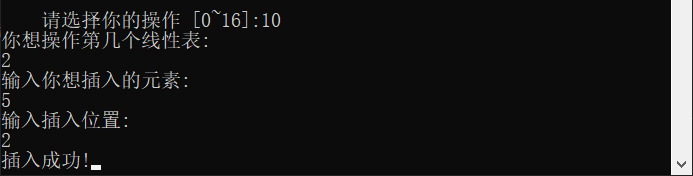 请选择你的操作 [0~16]:10
你想操作第几个线性表:
2
输入你想插入的元素:
5
输入插入位置:
2
插入成功!